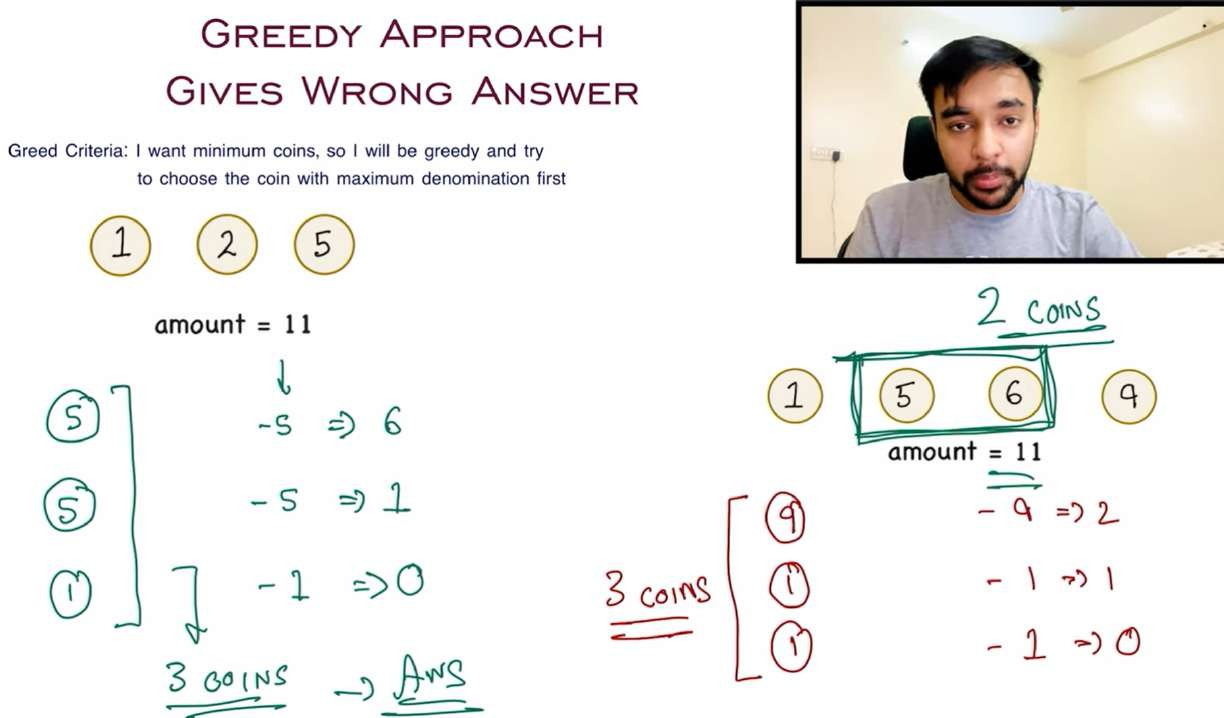 GREEDY APPROACH
GIVES WRONG ANSWER
Greed Criteria: I want minimum coins, so I will be greedy and try
to choose the coin with maximum denomination first
1 2 5
amount = 11
5 -5 => 6
5 -5 => 1
1 -1 => 0
3 COINS → ANS
2 COINS
1 5 6 9
amount = 11
9 - 9 => 2
1 - 1 => 1
1 - 1 => 0
3 COINS